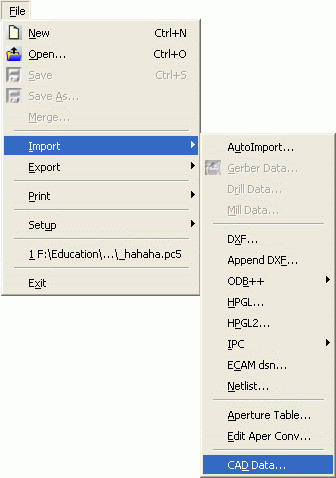 File
New Ctrl+N
Open... Ctrl+O
Save Ctrl+S
Save As...
Merge...
Import
Export
Print
Setup
1 F:\Education\...\_hahaha.pc5
Exit
AutoImport...
Gerber Data...
Drill Data...
Mill Data...
DXF...
Append DXF...
ODB++
HPGL...
HPGL2...
IPC
ECAM dsn...
Netlist...
Aperture Table...
Edit Aper Conv...
CAD Data...